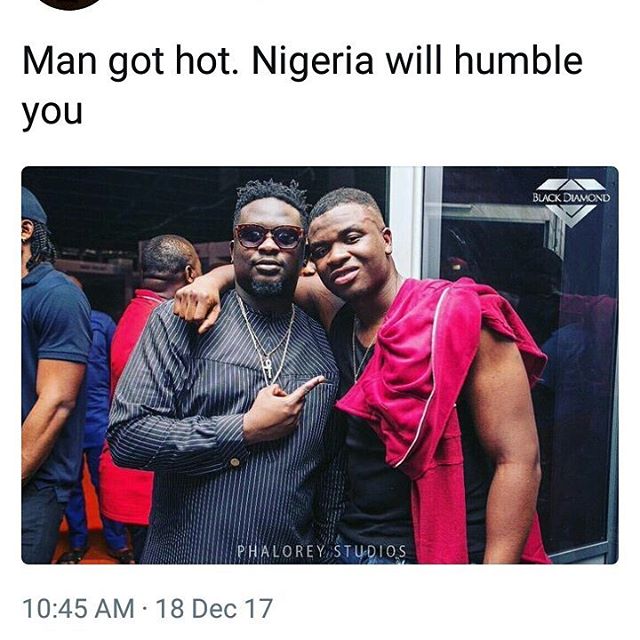 Man got hot. Nigeria will humble
you
BLACK DIAMOND
PHALOREY STUDIOS
10:45 AM · 18 Dec 17